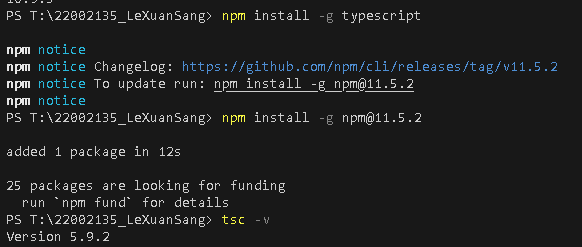 PS T:\22002135_LeXuanSang> npm install -g typescript
npm notice
npm notice Changelog: https://github.com/npm/cli/releases/tag/v11.5.2
npm notice To update run: npm install -g npm@11.5.2
npm notice
PS T:\22002135_LeXuanSang> npm install -g npm@11.5.2
added 1 package in 12s
25 packages are looking for funding
run `npm fund` for details
PS T:\22002135_LeXuanSang> tsc -v
Version 5.9.2